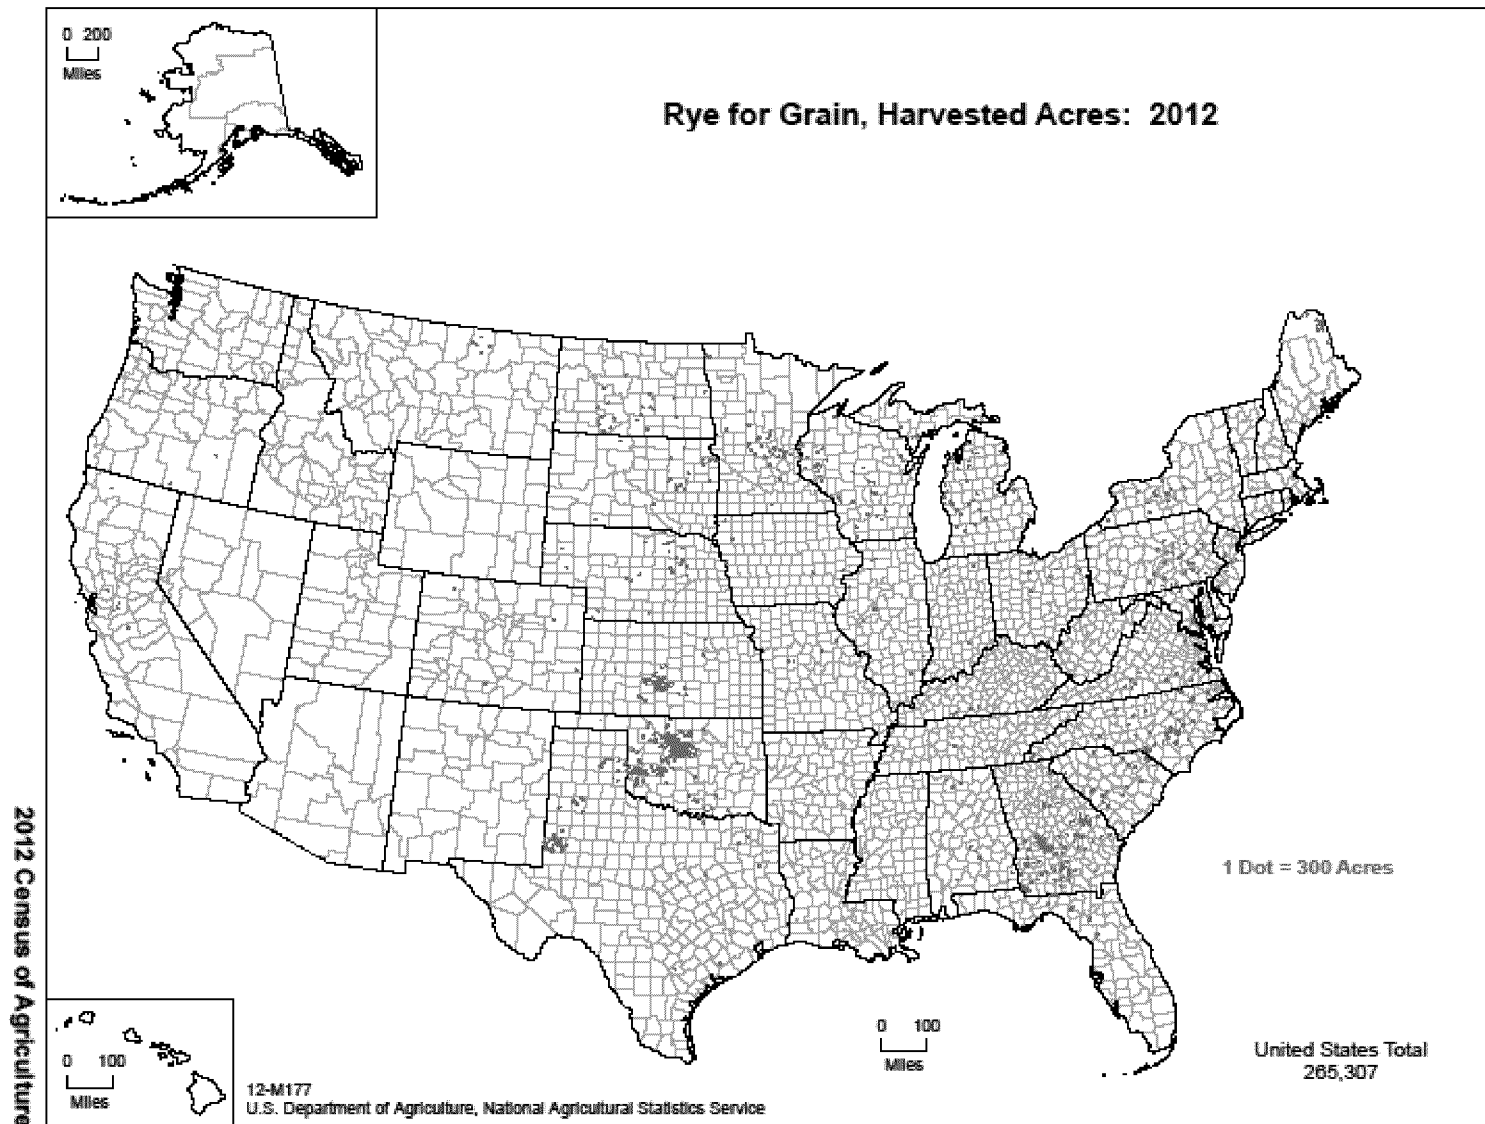 0 200
Miles
Rye for Grain, Harvested Acres: 2012
1 Dot = 300 Acres
0 100
Miles
United States Total
265,307
0 100
Miles
12-M177
U.S. Department of Agriculture, National Agricultural Statistics Service
2012 Census of Agriculture